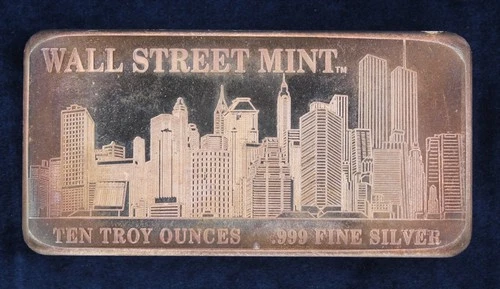 WALL STREET MINT™
TEN TROY OUNCES .999 FINE SILVER